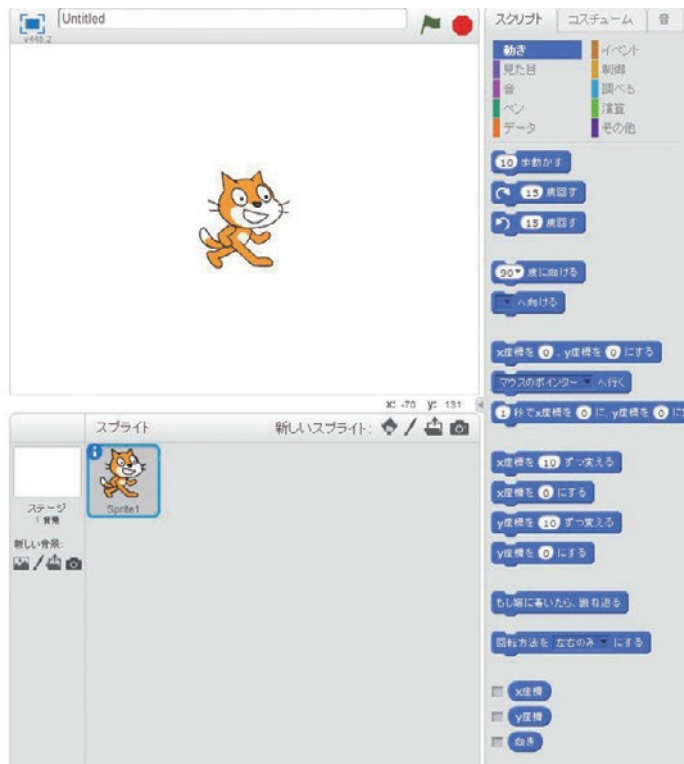 Untitled
v448.2
スクリプト コスチューム 音
動き イベント
見た目 制御
音 調べる
ペン 演算
データ その他
10 歩動かす
15 度回す
15 度回す
90 度に向ける
へ向ける
x座標を 0 、y座標を 0 にする
マウスのポインター へ行く
1 秒でx座標を 0 に、y座標を 0 に
x座標を 10 ずつ変える
x座標を 0 にする
y座標を 10 ずつ変える
y座標を 0 にする
もし端に着いたら、跳ね返る
回転方法を 左右のみ にする
x座標
y座標
向き
x: -70 y: 131
スプライト 新しいスプライト:
Sprite1
ステージ
1 背景
新しい背景: